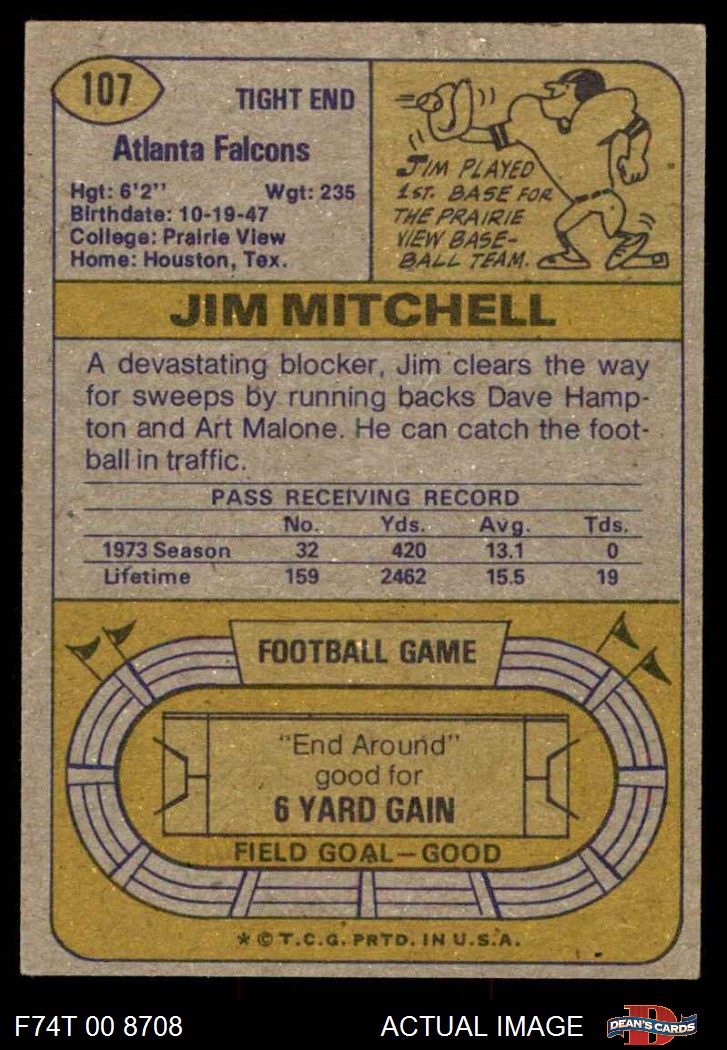 107
TIGHT END
Atlanta Falcons
Hgt: 6'2" Wgt: 235
Birthdate: 10-19-47
College: Prairie View
Home: Houston, Tex.
JIM PLAYED
1ST. BASE FOR
THE PRAIRIE
VIEW BASE-
BALL TEAM.
JIM MITCHELL
A devastating blocker, Jim clears the way
for sweeps by running backs Dave Hamp-
ton and Art Malone. He can catch the foot-
ball in traffic.
PASS RECEIVING RECORD
No. Yds. Avg. Tds.
1973 Season 32 420 13.1 0
Lifetime 159 2462 15.5 19
FOOTBALL GAME
"End Around"
good for
6 YARD GAIN
FIELD GOAL—GOOD
* © T.C.G. PRTD. IN U.S.A.
F74T 00 8708 ACTUAL IMAGE
D
DEAN'S CARDS